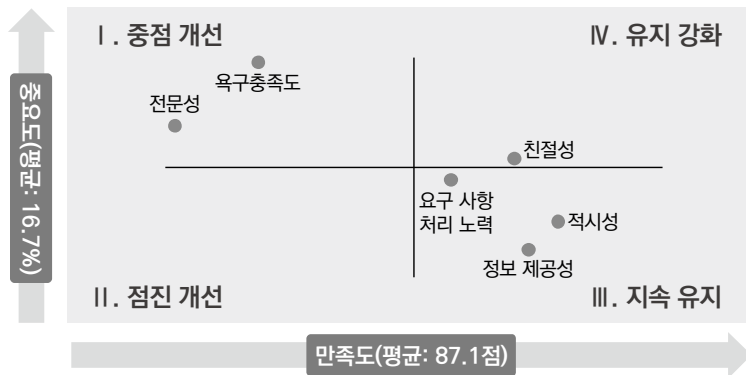 Ⅰ. 중점 개선
Ⅳ. 유지 강화
욕구충족도
전문성
친절성
요구 사항
처리 노력
적시성
정보 제공성
Ⅱ. 점진 개선
Ⅲ. 지속 유지
중요도(평균: 16.7%)
만족도(평균: 87.1점)